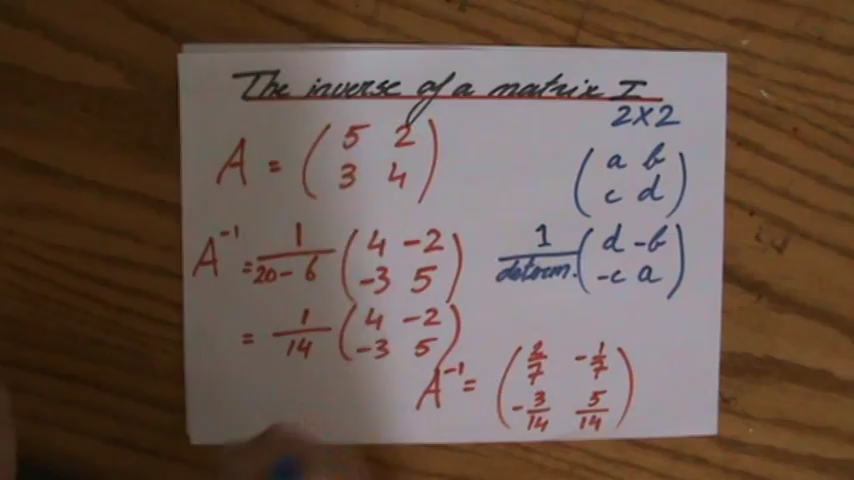 The inverse of a matrix I
2x2
A = ( 5 2
3 4 )
( a b
c d )
A⁻¹ = 1/(20-6) ( 4 -2
-3 5 )
1/determ. ( d -b
-c a )
= 1/14 ( 4 -2
-3 5 )
A⁻¹ = ( 2/7 -1/7
-3/14 5/14 )